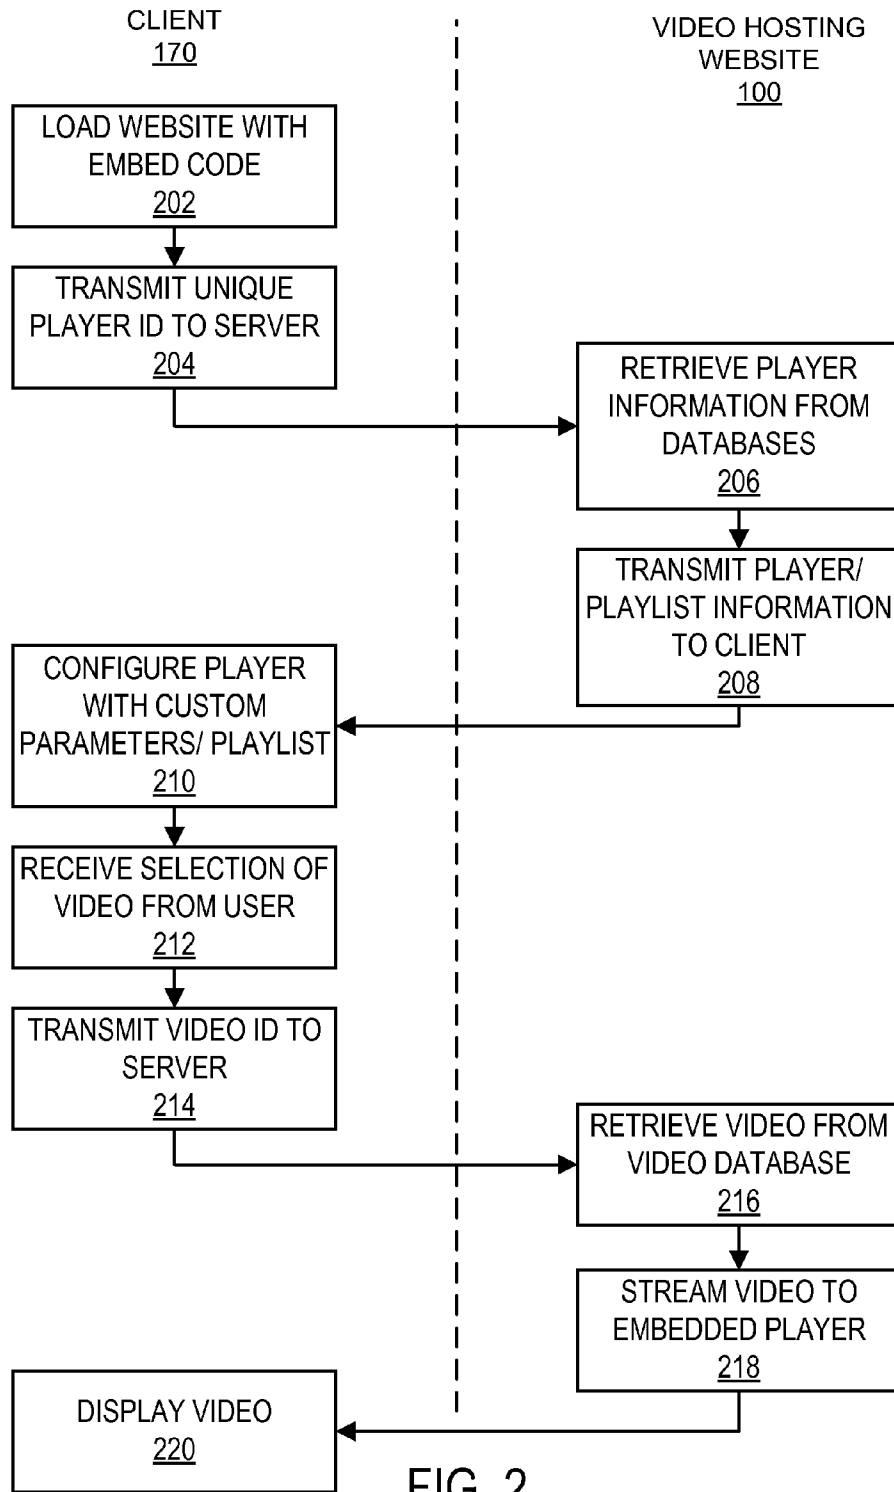 CLIENT
170
VIDEO HOSTING
WEBSITE
100
LOAD WEBSITE WITH
EMBED CODE
202
TRANSMIT UNIQUE
PLAYER ID TO SERVER
204
RETRIEVE PLAYER
INFORMATION FROM
DATABASES
206
TRANSMIT PLAYER/
PLAYLIST INFORMATION
TO CLIENT
208
CONFIGURE PLAYER
WITH CUSTOM
PARAMETERS/ PLAYLIST
210
RECEIVE SELECTION OF
VIDEO FROM USER
212
TRANSMIT VIDEO ID TO
SERVER
214
RETRIEVE VIDEO FROM
VIDEO DATABASE
216
STREAM VIDEO TO
EMBEDDED PLAYER
218
DISPLAY VIDEO
220
FIG. 2